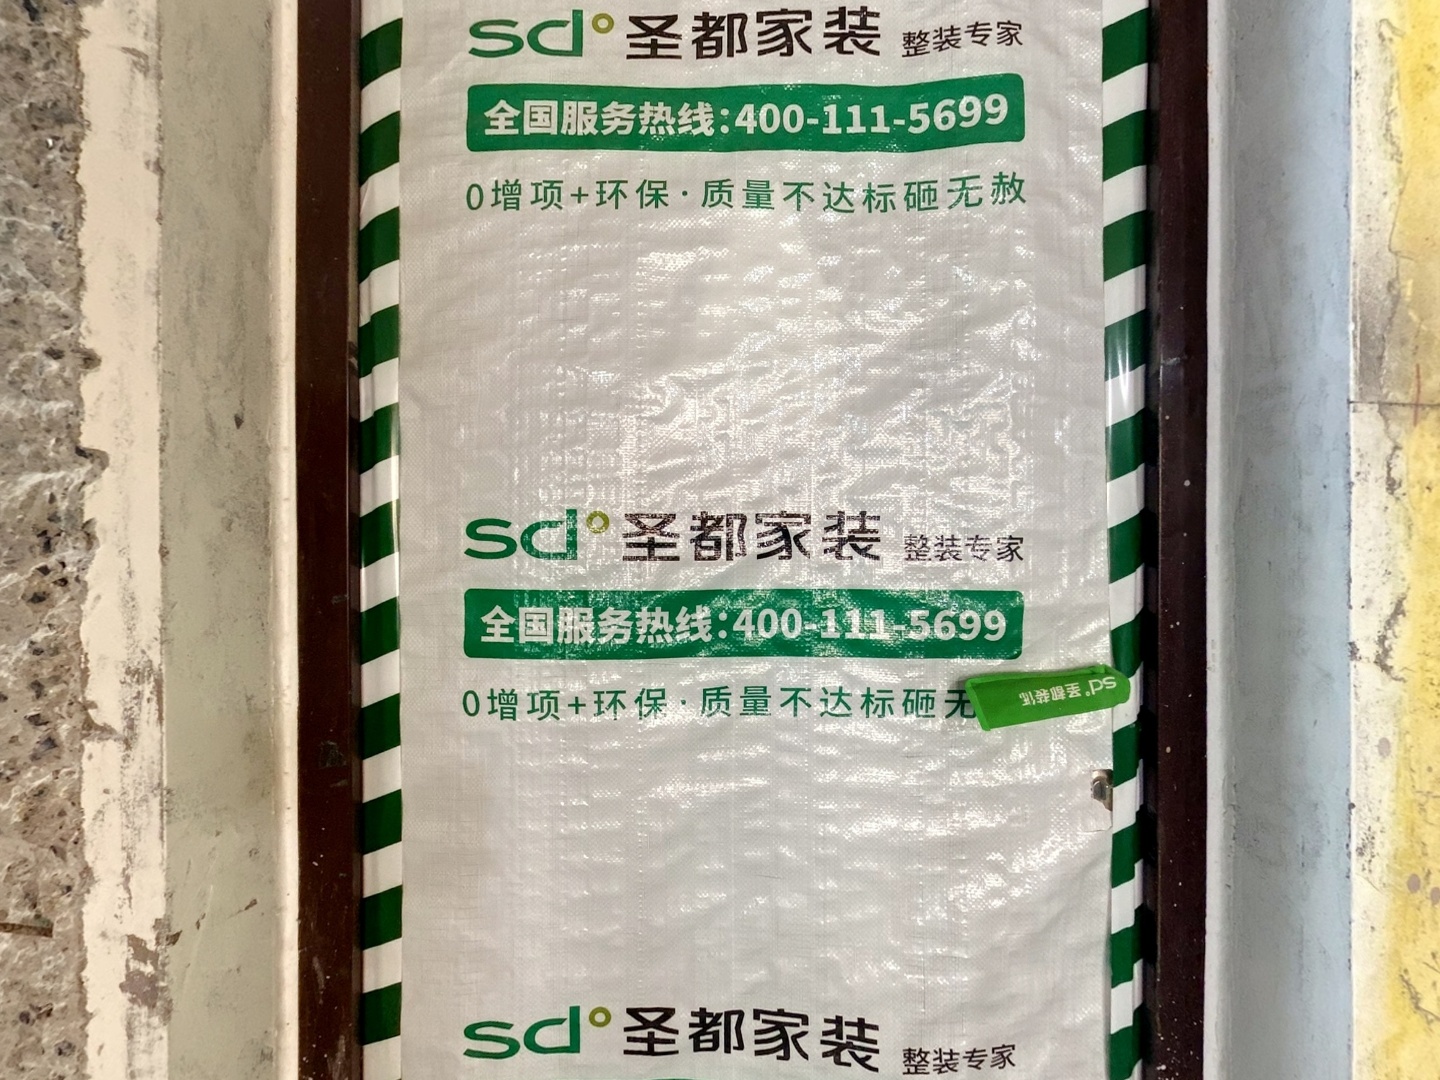 sd 圣都家装 整装专家
全国服务热线:400-111-5699
0增项+环保·质量不达标砸无赦
sd 圣都家装 整装专家
全国服务热线:400-111-5699
0增项+环保·质量不达标砸无
sd 圣都装饰
sd 圣都家装 整装专家